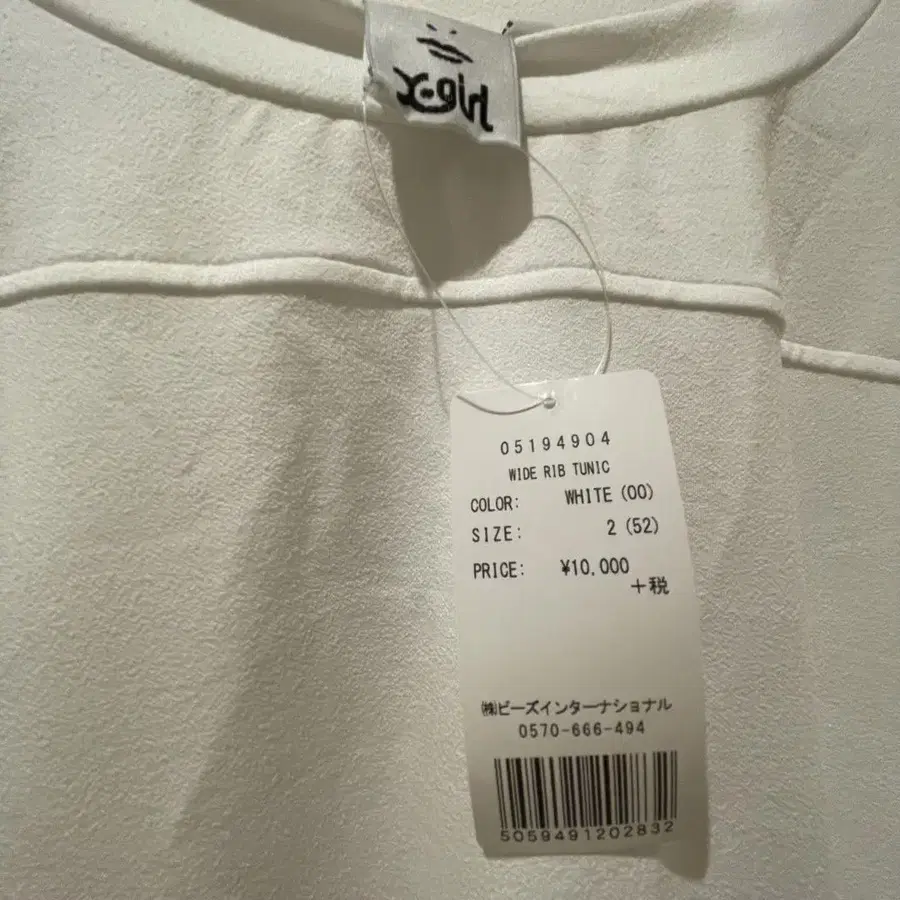 X-girl
05194904
WIDE RIB TUNIC
COLOR: WHITE (00)
SIZE: 2 (52)
PRICE: ¥10,000
+税
㈱ビーズインターナショナル
0570-666-494
5059491202832